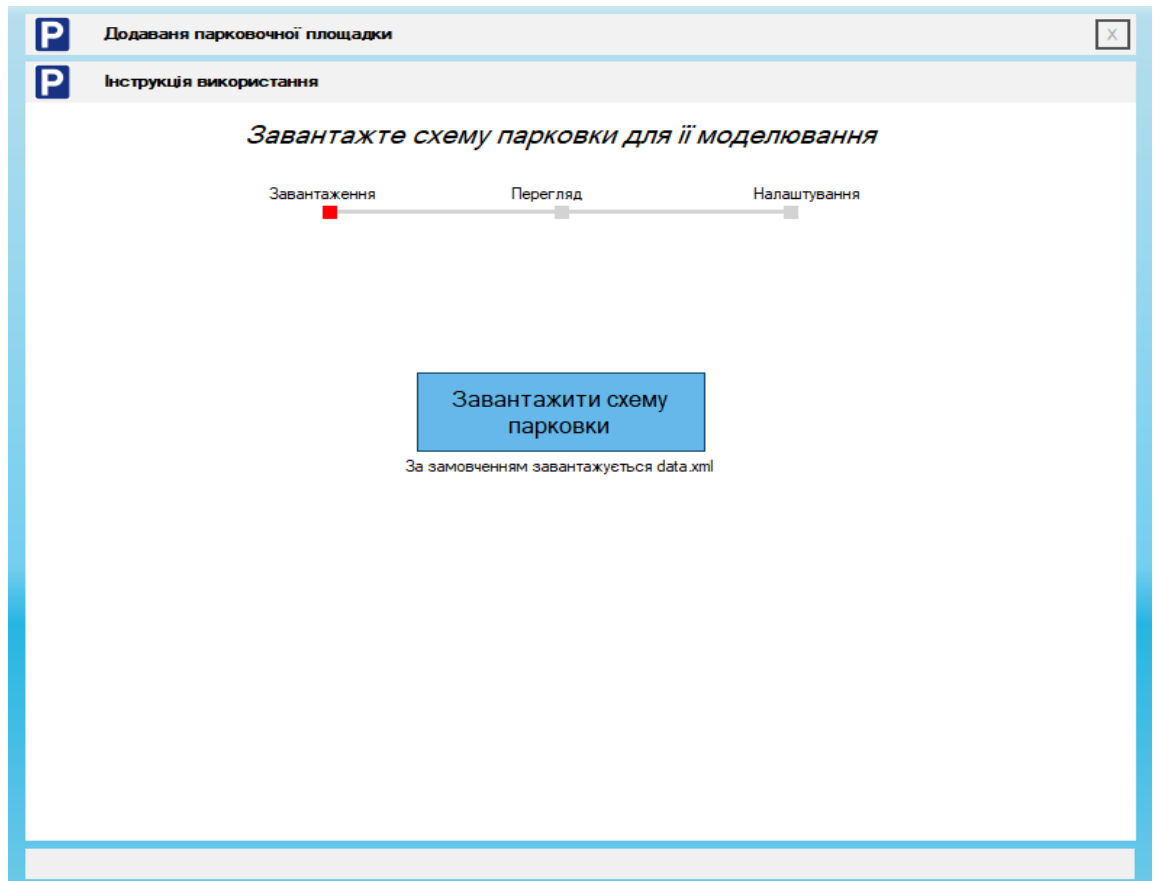 P Додаваня парковочної площадки X
P Інструкція використання
Завантажте схему парковки для її моделювання
Завантаження Перегляд Налаштування
Завантажити схему
парковки
За замовченням завантажується data.xml